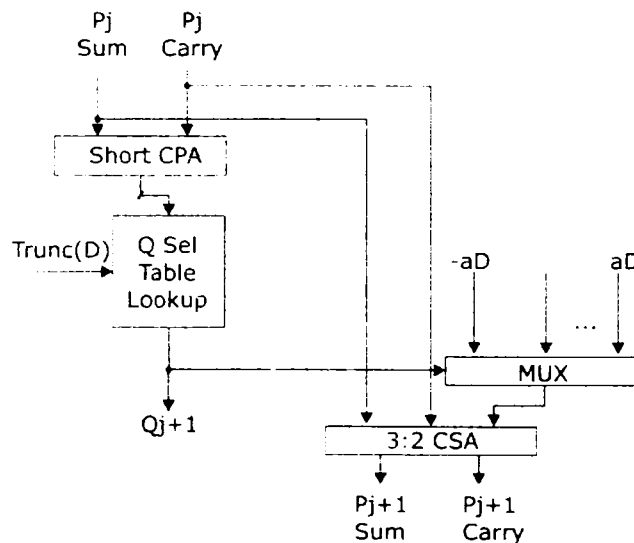 Pj Pj
Sum Carry
Short CPA
Trunc(D)
Q Sel
Table
Lookup
-aD aD
...
MUX
Qj+1
3:2 CSA
Pj+1 Pj+1
Sum Carry